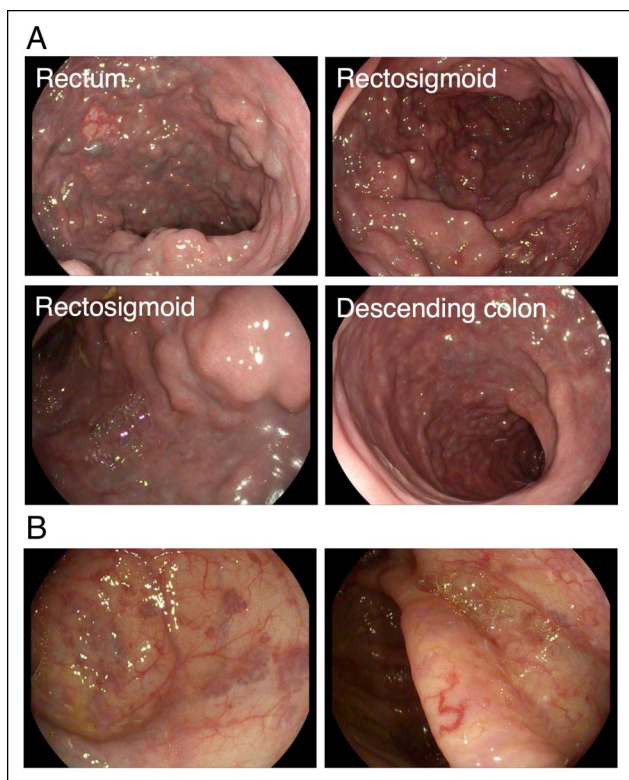 A
Rectum
Rectosigmoid
Rectosigmoid
Descending colon
B